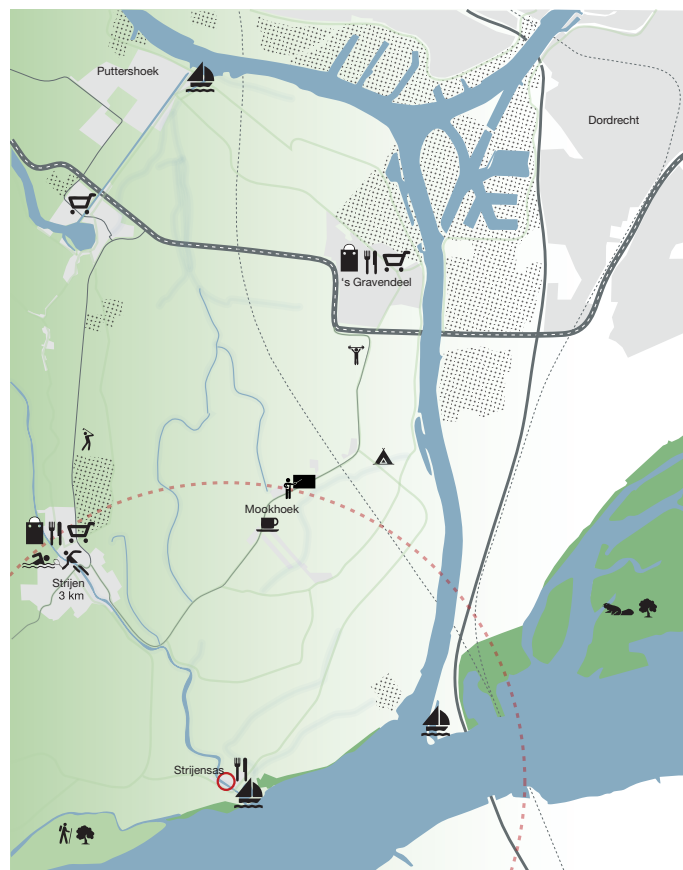 Puttershoek
Dordrecht
's Gravendeel
Mookhoek
Strijen
3 km
Strijensas